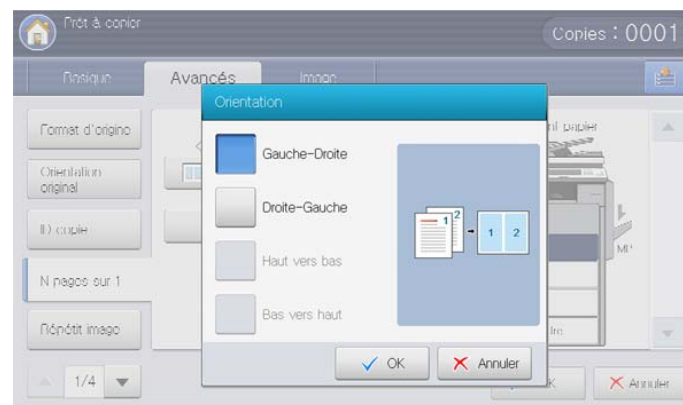 Prêt à copier
Copies : 0001
Basique
Avancés
Image
Orientation
Format d'origine
Orientation
original
ID copie
N pages sur 1
Répétit image
1/4
Gauche-Droite
Droite-Gauche
Haut vers bas
Bas vers haut
1 2
1 2
OK
Annuler
MP
Annuler